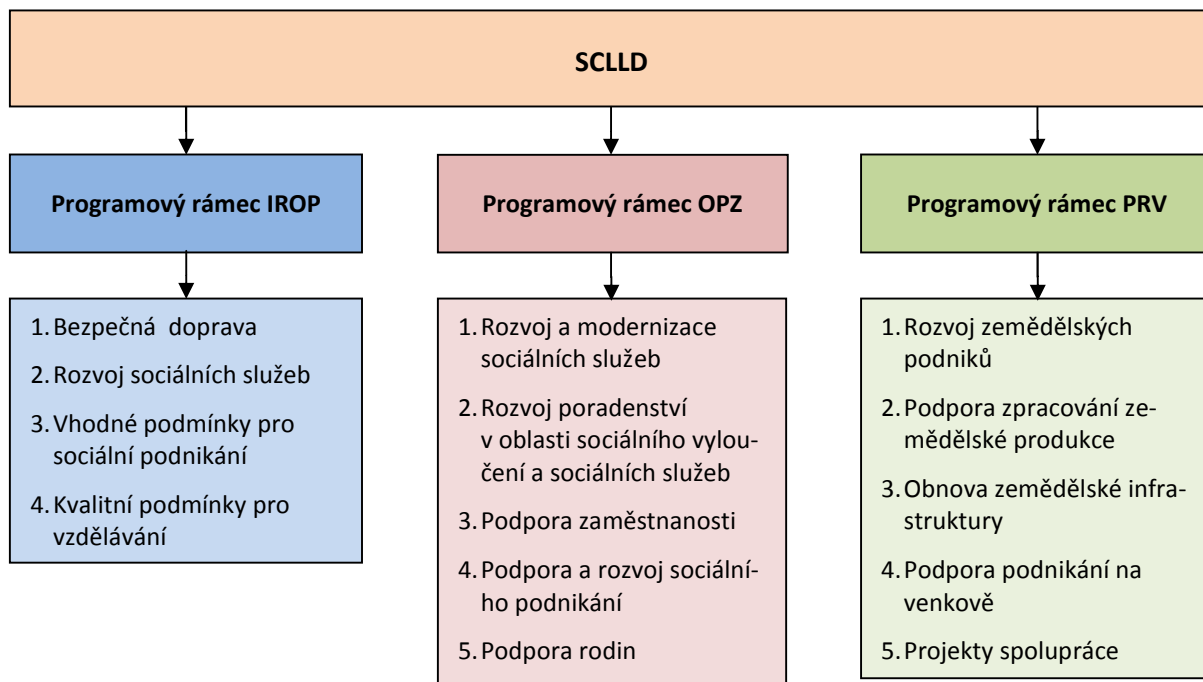 SCLLD
Programový rámec IROP
Programový rámec OPZ
Programový rámec PRV
1. Bezpečná doprava
2. Rozvoj sociálních služeb
3. Vhodné podmínky pro
sociální podnikání
4. Kvalitní podmínky pro
vzdělávání
1. Rozvoj a modernizace
sociálních služeb
2. Rozvoj poradenství
v oblasti sociálního vylou-
čení a sociálních služeb
3. Podpora zaměstnanosti
4. Podpora a rozvoj sociální-
ho podnikání
5. Podpora rodin
1. Rozvoj zemědělských
podniků
2. Podpora zpracování ze-
mědělské produkce
3. Obnova zemědělské infra-
struktury
4. Podpora podnikání na
venkově
5. Projekty spolupráce